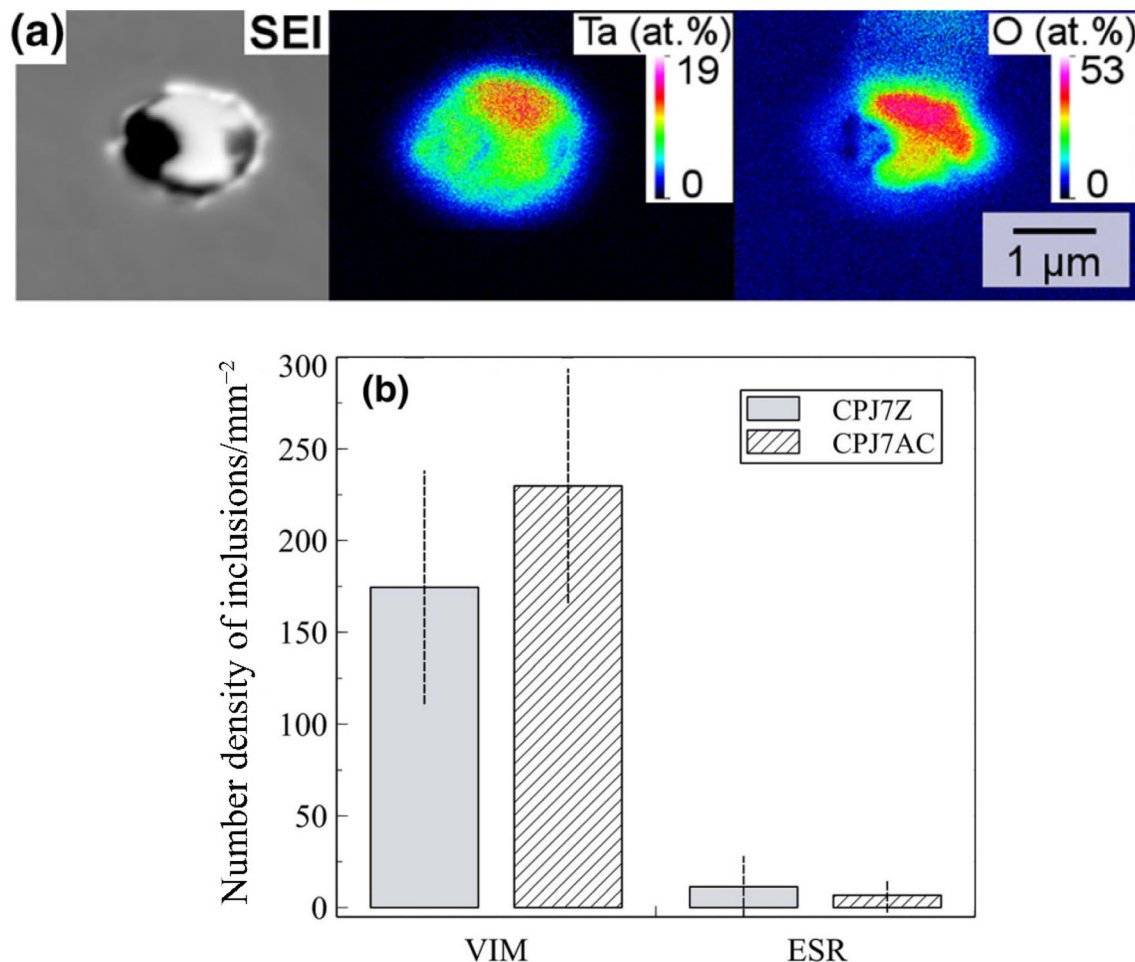 (a)
SEI
Ta (at.%)
19
0
O (at.%)
53
0
1 µm
(b)
Number density of inclusions/mm⁻²
300
250
200
150
100
50
0
CPJ7Z
CPJ7AC
VIM
ESR